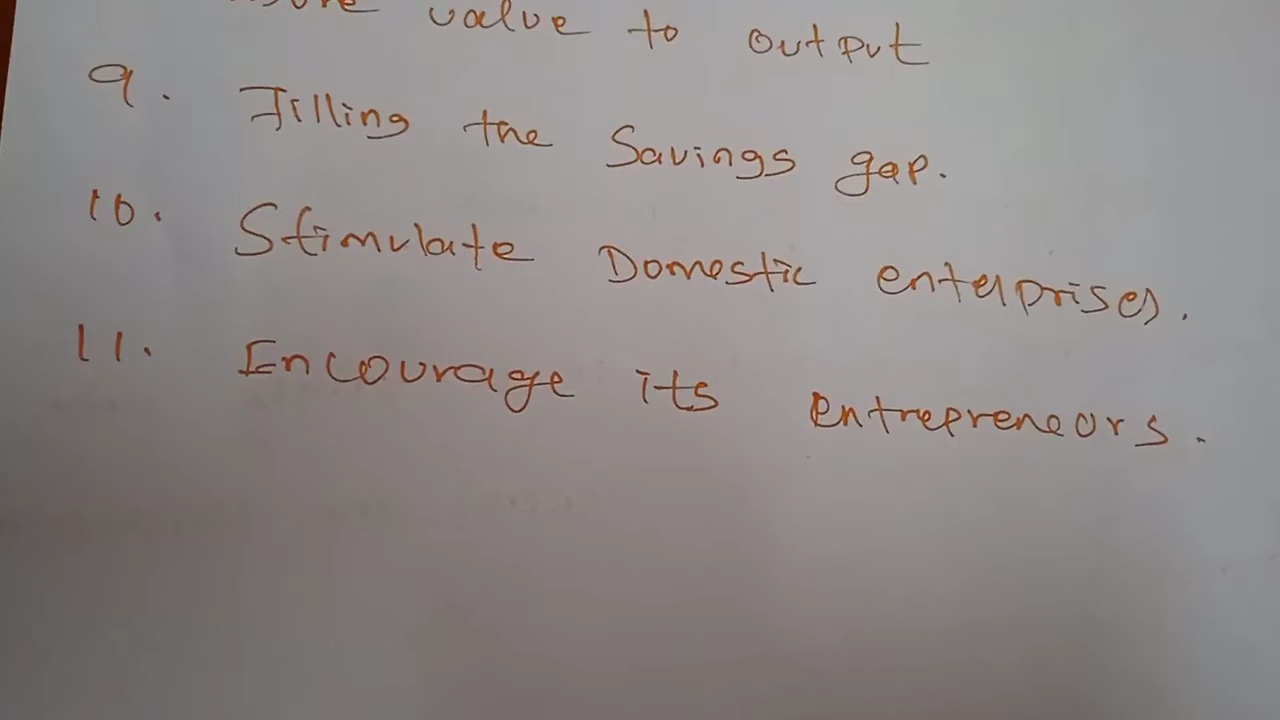 value to output
9. Filling the Savings gap.
10. Stimulate Domestic enterprises.
11. Encourage its entrepreneurs.